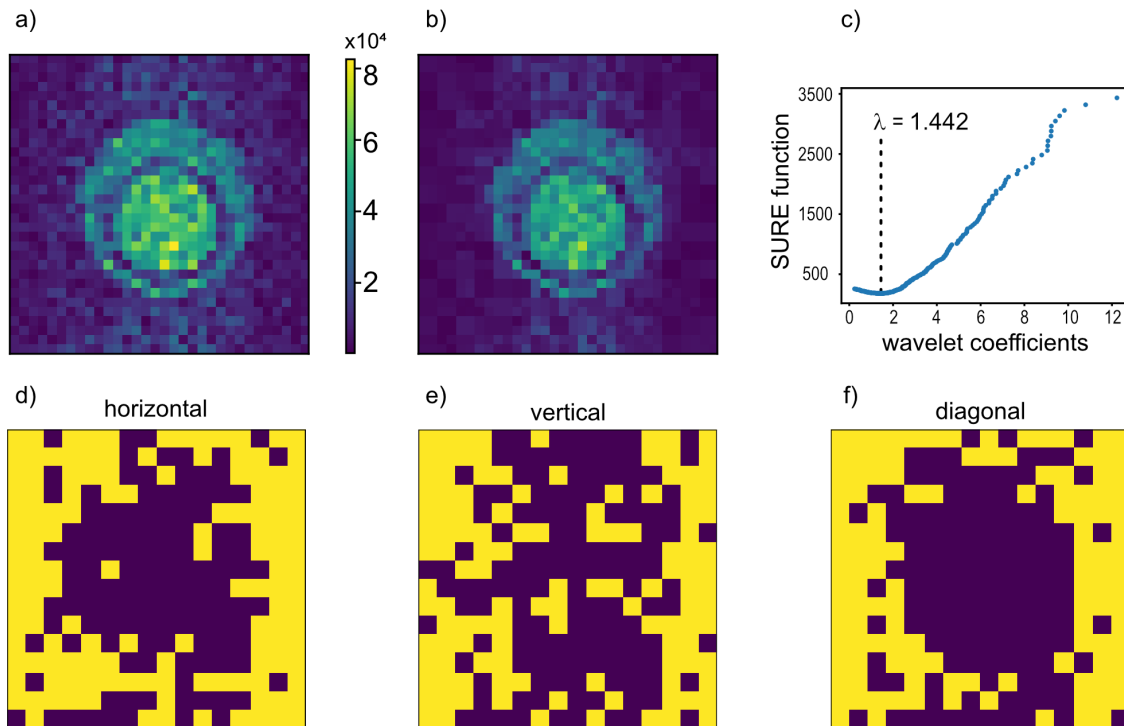 a)
b)
c)
x10⁴
8
6
4
2
SURE function
3500
2500
1500
500
λ = 1.442
0 2 4 6 8 10 12
wavelet coefficients
d)
horizontal
e)
vertical
f)
diagonal